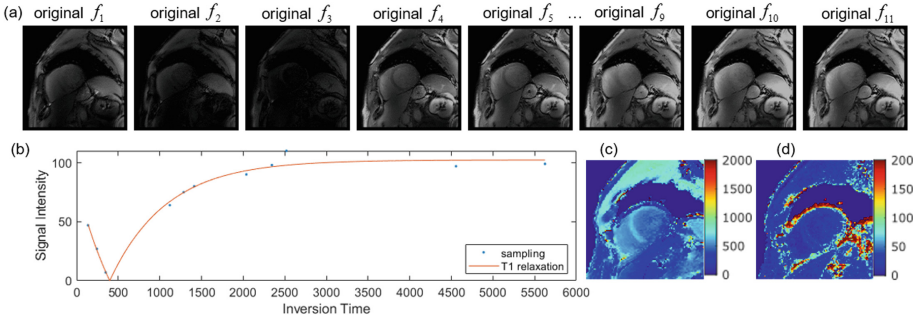 (a) original f1 original f2 original f3 original f4 original f5 ... original f9 original f10 original f11
(b) (c) (d)
Signal Intensity
100
50
0
0 500 1000 1500 2000 2500 3000 3500 4000 4500 5000 5500 6000
Inversion Time
sampling
T1 relaxation
2000
1500
1000
500
0
200
150
100
50
0